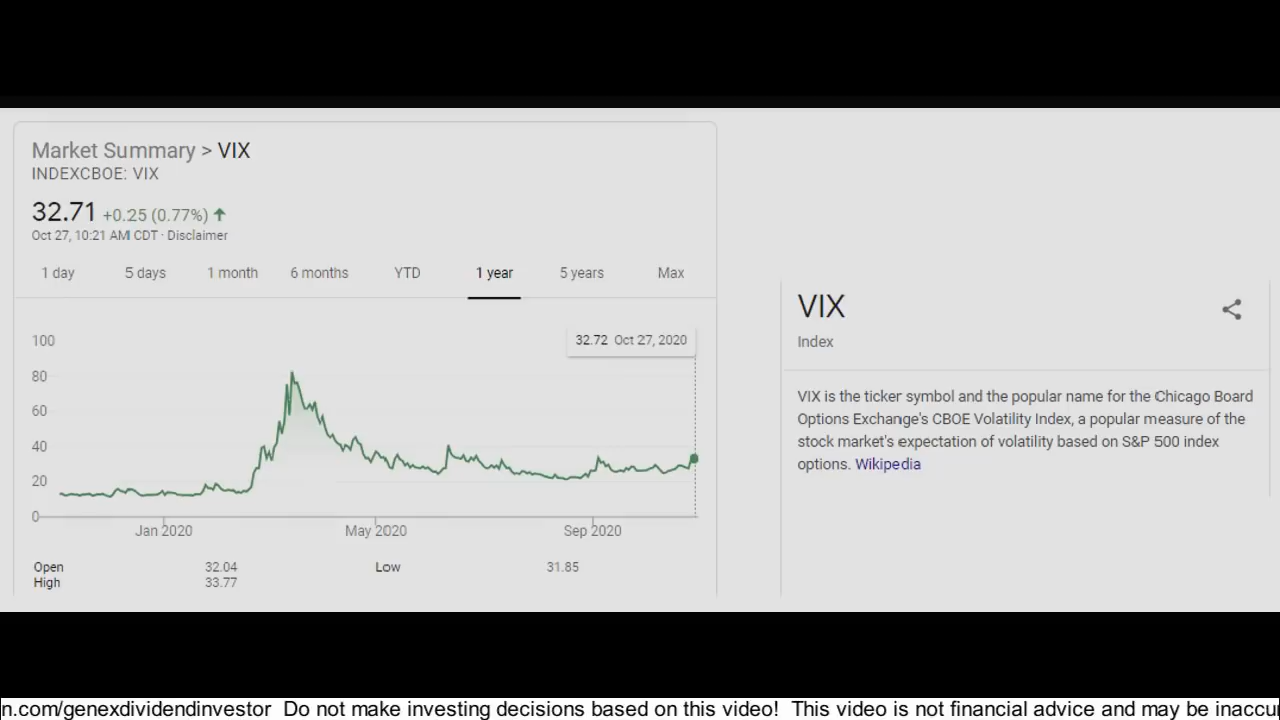 Market Summary > VIX
INDEXCBOE: VIX
32.71 +0.25 (0.77%) ↑
Oct 27, 10:21 AM CDT · Disclaimer
1 day 5 days 1 month 6 months YTD 1 year 5 years Max
32.72 Oct 27, 2020
100
80
60
40
20
0
Jan 2020 May 2020 Sep 2020
Open 32.04 Low 31.85
High 33.77
VIX
Index
VIX is the ticker symbol and the popular name for the Chicago Board
Options Exchange's CBOE Volatility Index, a popular measure of the
stock market's expectation of volatility based on S&P 500 index
options. Wikipedia
n.com/genexdividendinvestor Do not make investing decisions based on this video! This video is not financial advice and may be inaccu